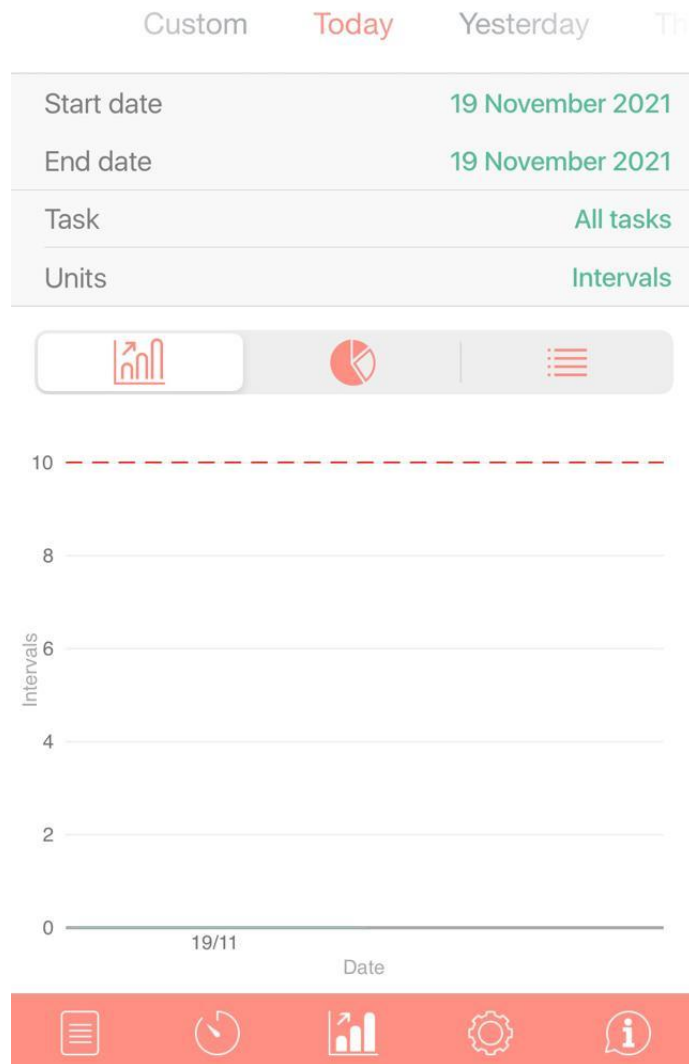 Custom Today Yesterday Th
Start date 19 November 2021
End date 19 November 2021
Task All tasks
Units Intervals
10
8
6
4
2
0
Intervals
19/11
Date